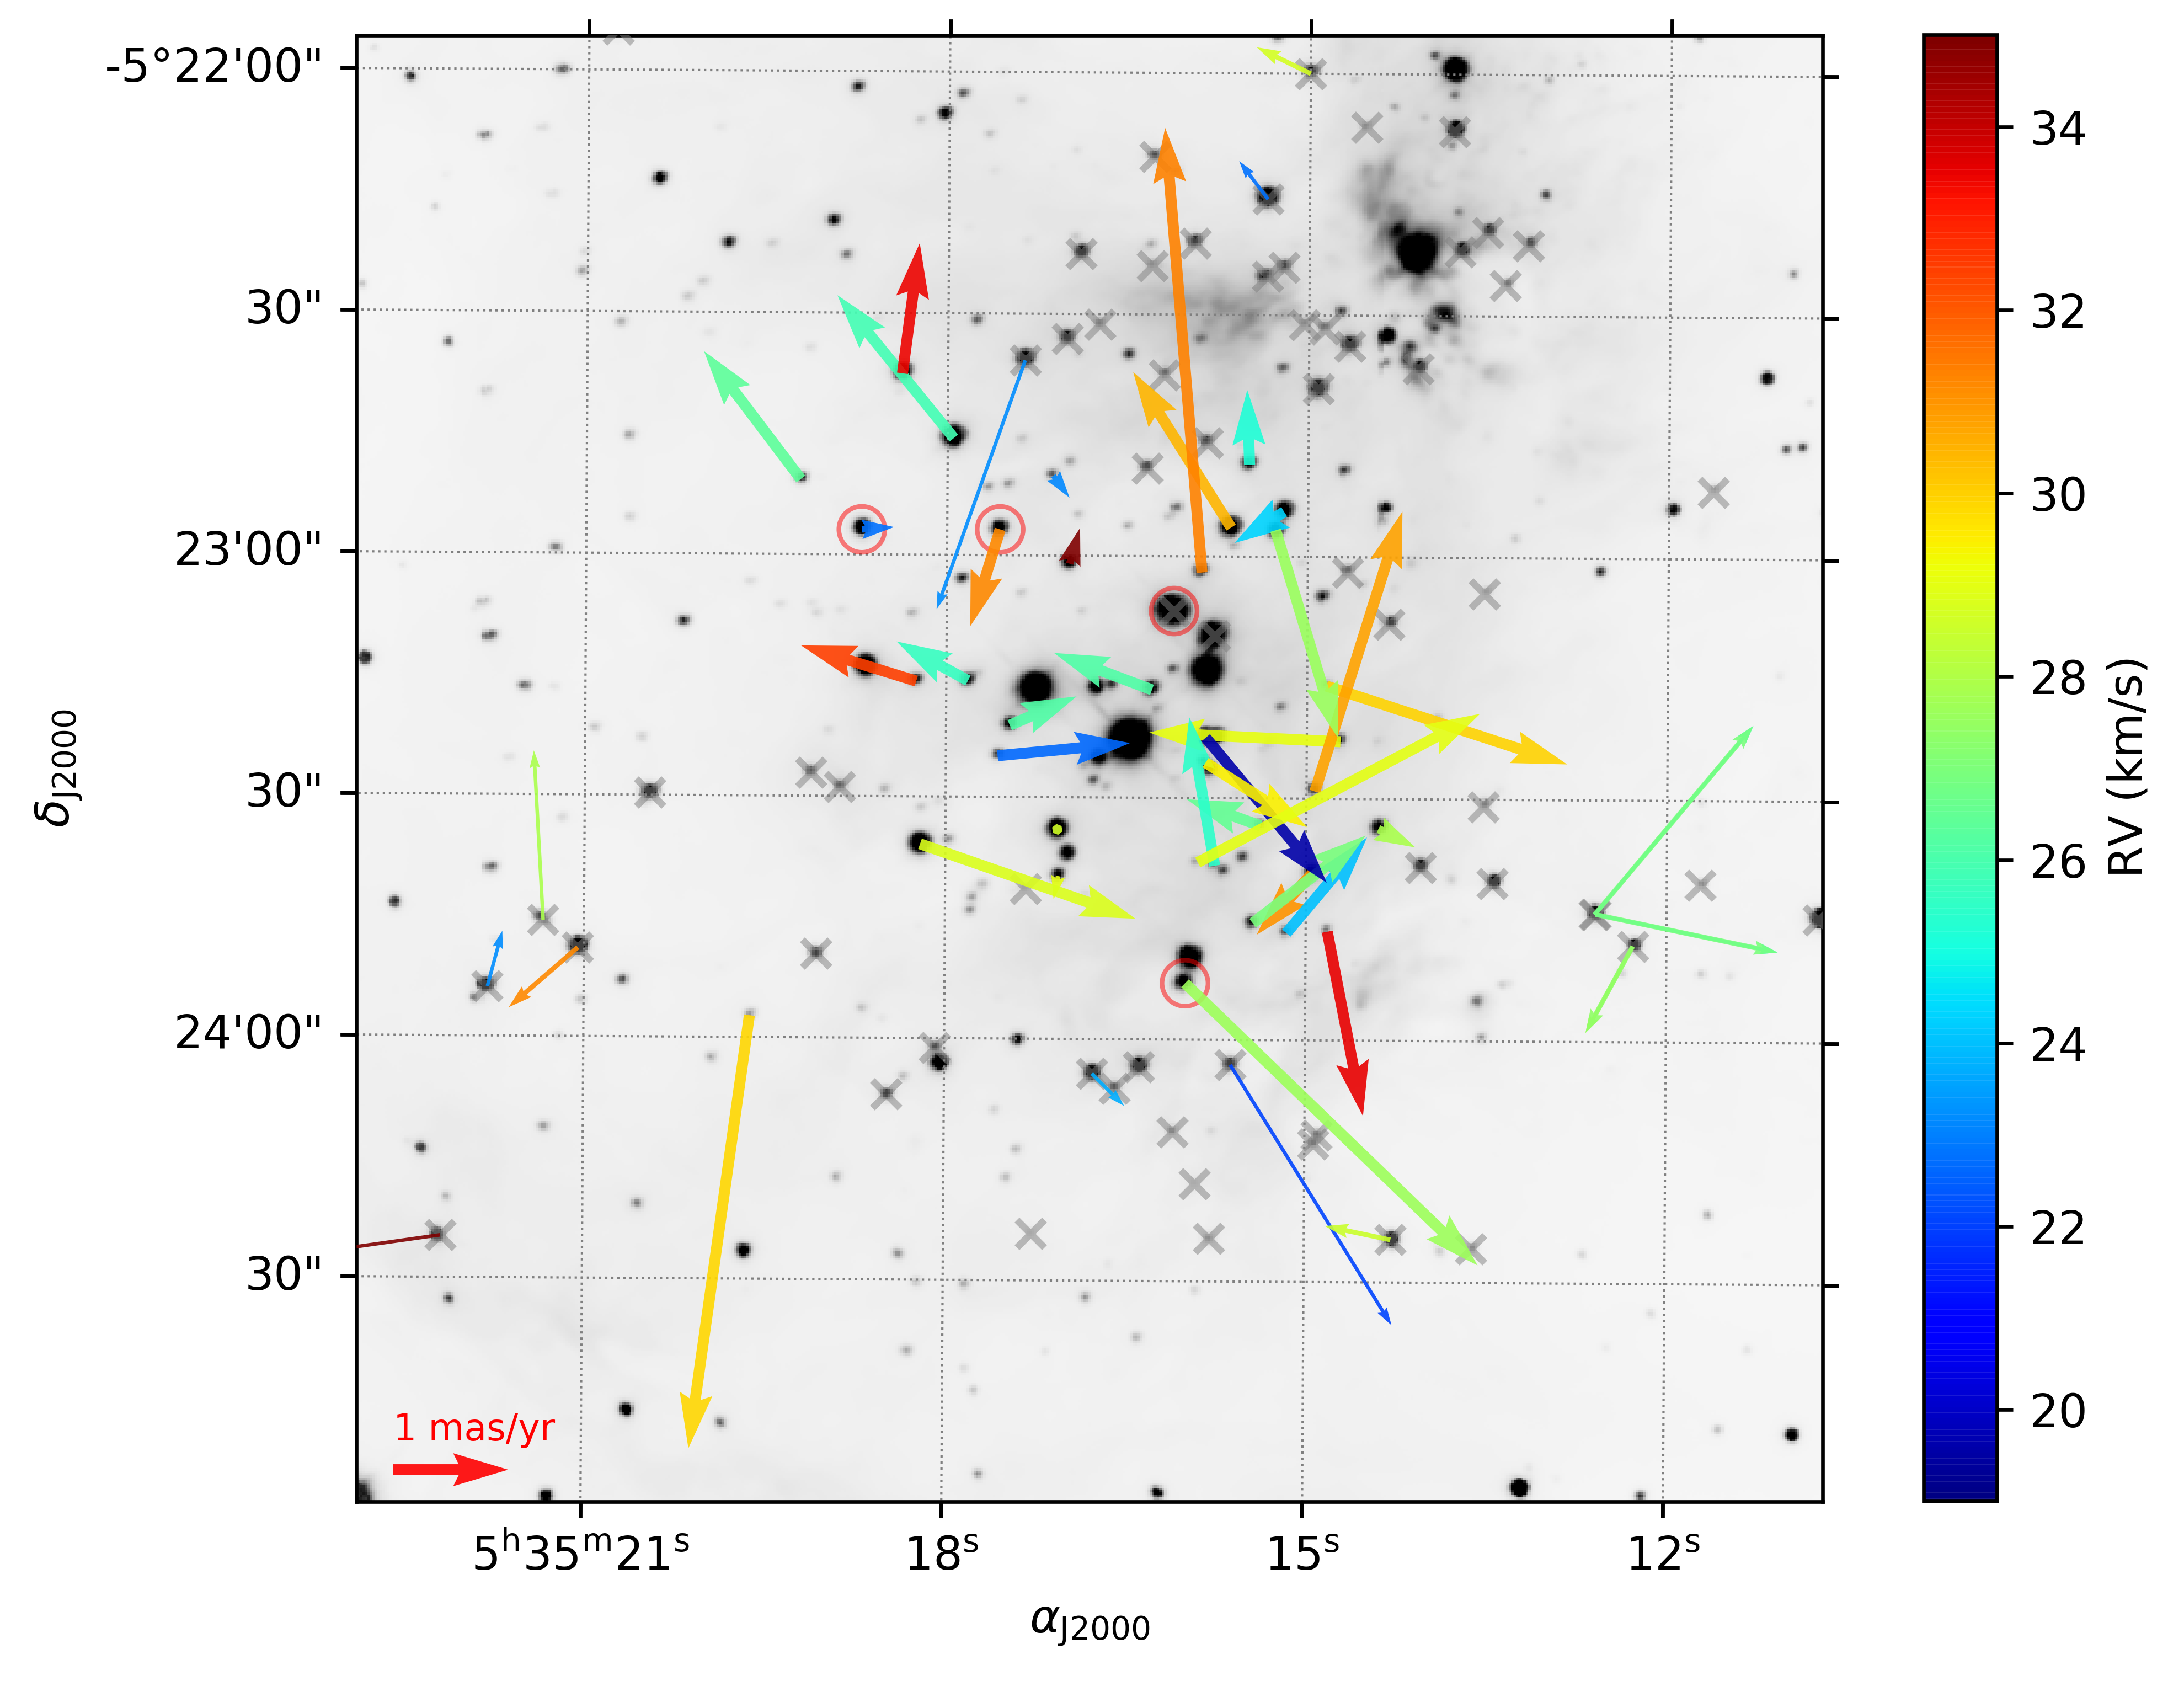 -5°22'00"
30"
23'00"
30"
24'00"
30"
δJ2000
1 mas/yr
5ʰ35ᵐ21ˢ
18ˢ
15ˢ
12ˢ
αJ2000
34
32
30
28
26
24
22
20
RV (km/s)